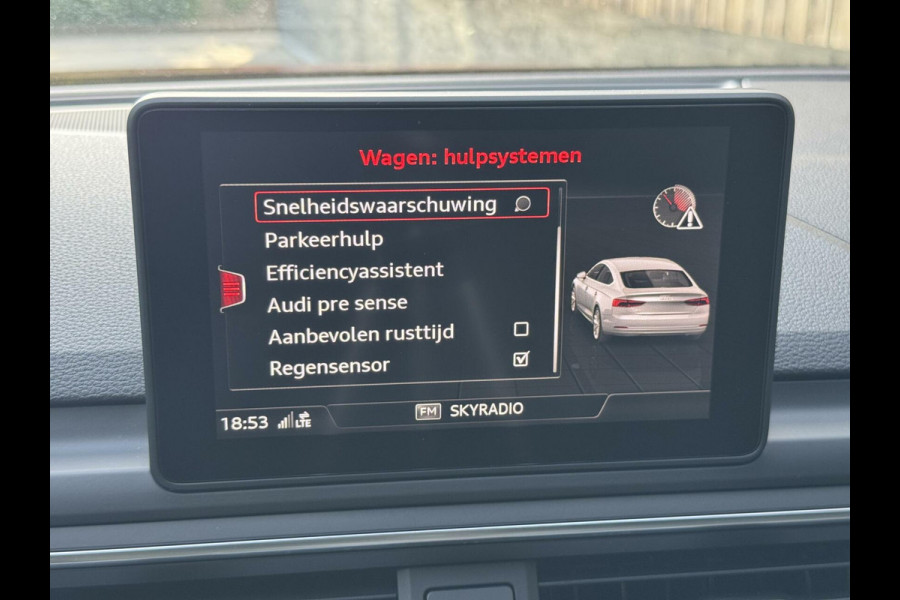 Wagen: hulpsystemen
Snelheidswaarschuwing
Parkeerhulp
Efficiencyassistent
Audi pre sense
Aanbevolen rusttijd
Regensensor
18:53 LTE FM SKYRADIO